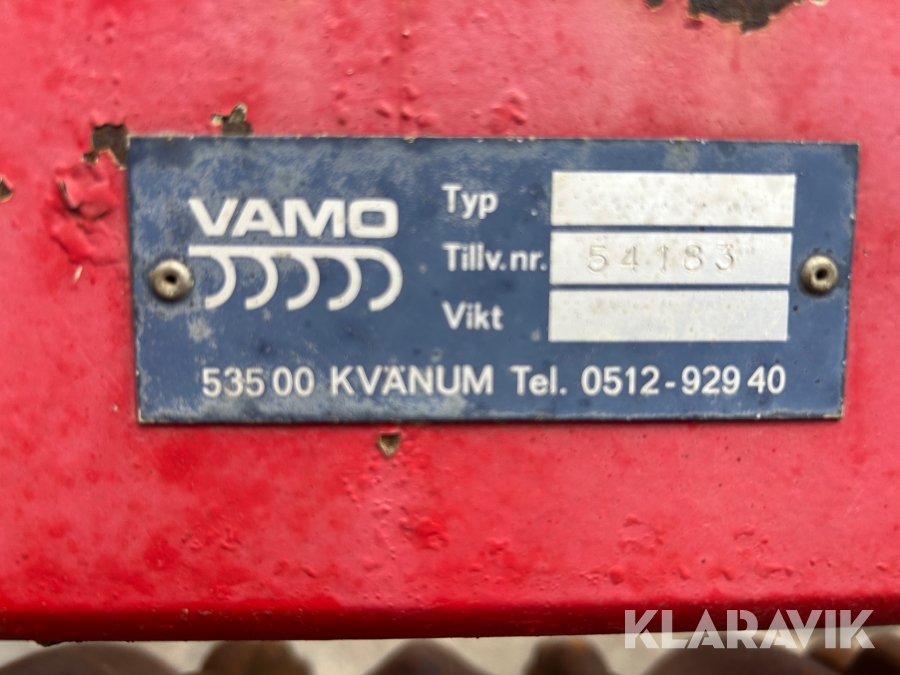 VAMO
Typ
Tillv.nr. 54183
Vikt
535 00 KVÄNUM Tel. 0512-929 40
KLARAVIK